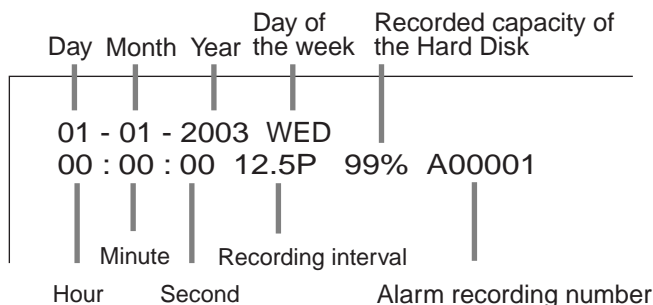 Day of Recorded capacity of
Day Month Year the week the Hard Disk
01 - 01 - 2003 WED
00 : 00 : 00 12.5P 99% A00001
Minute Recording interval
Hour Second Alarm recording number